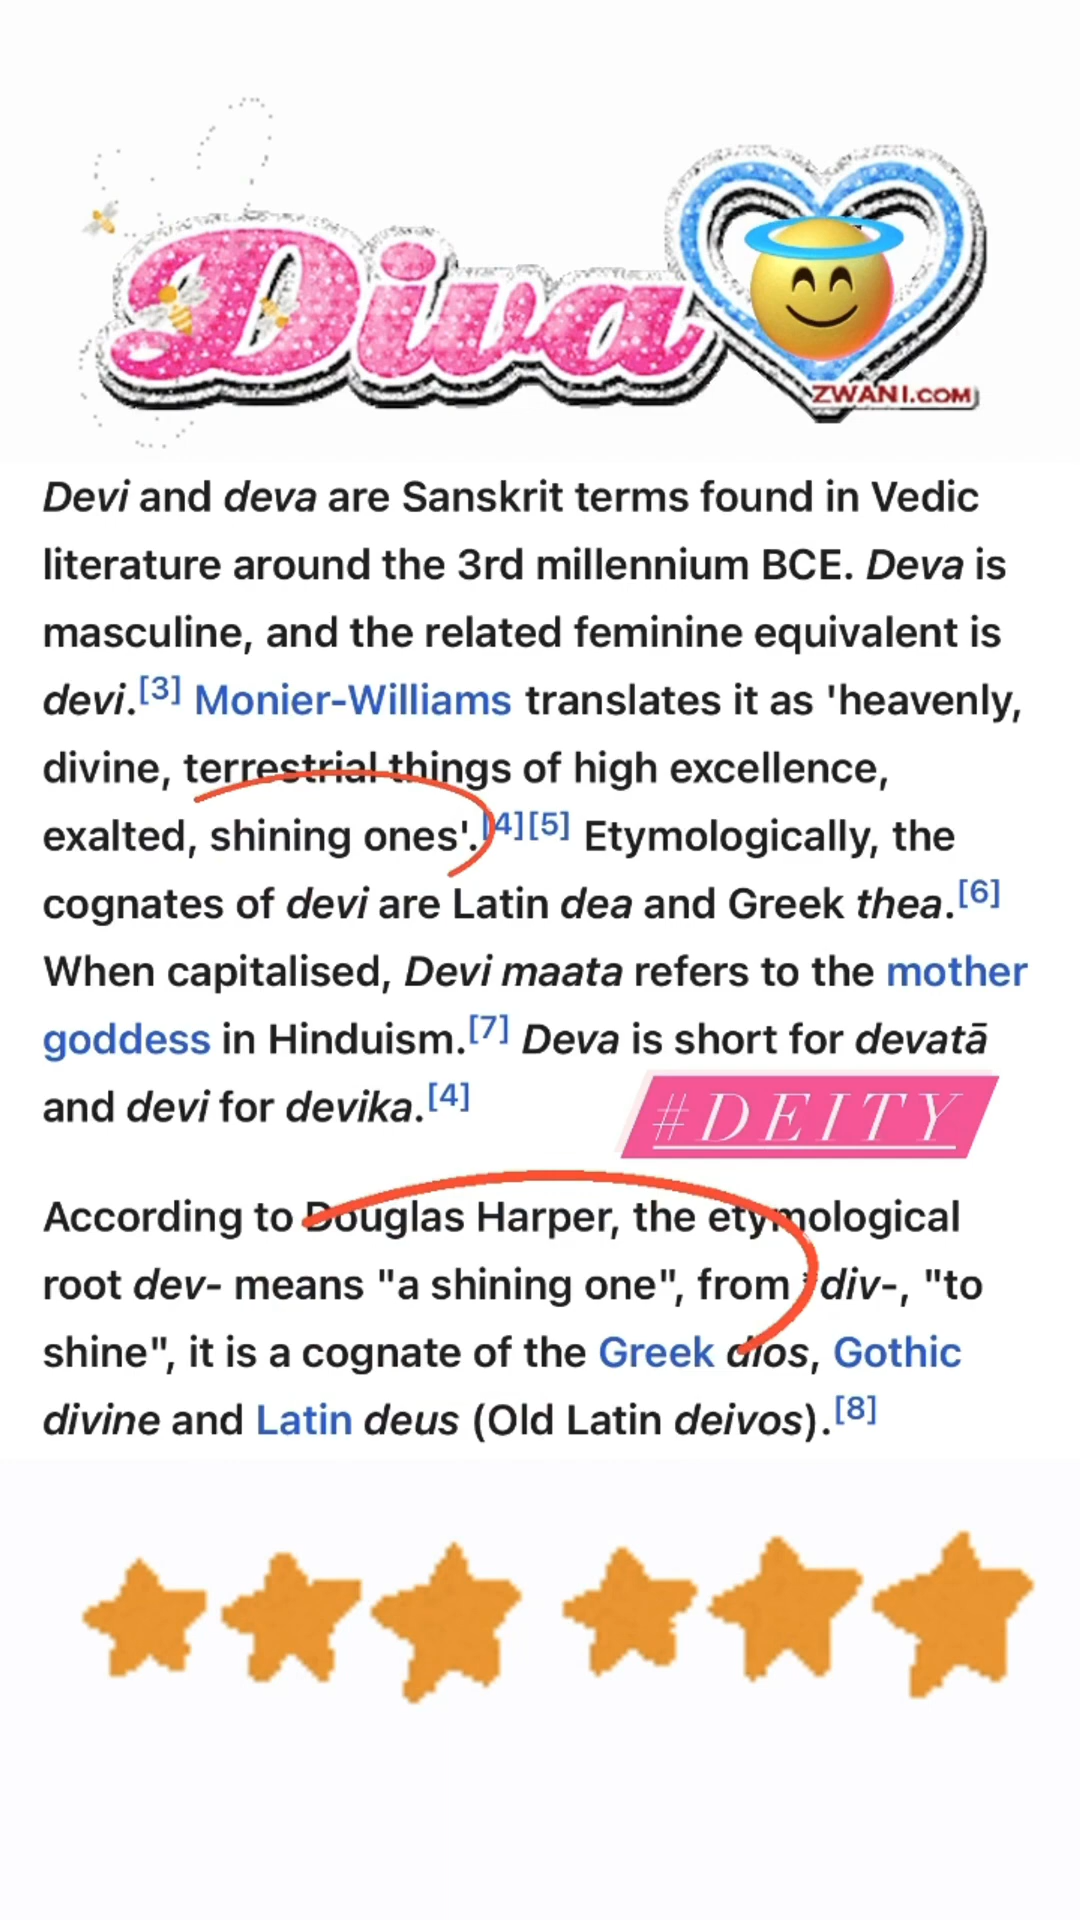 Diva
ZWANI.COM
Devi and deva are Sanskrit terms found in Vedic
literature around the 3rd millennium BCE. Deva is
masculine, and the related feminine equivalent is
devi.[3] Monier-Williams translates it as 'heavenly,
divine, terrestrial things of high excellence,
exalted, shining ones'.[4][5] Etymologically, the
cognates of devi are Latin dea and Greek thea.[6]
When capitalised, Devi maata refers to the mother
goddess in Hinduism.[7] Deva is short for devatā
and devi for devika.[4]
#DEITY
According to Douglas Harper, the etymological
root dev- means "a shining one", from *div-, "to
shine", it is a cognate of the Greek dios, Gothic
divine and Latin deus (Old Latin deivos).[8]